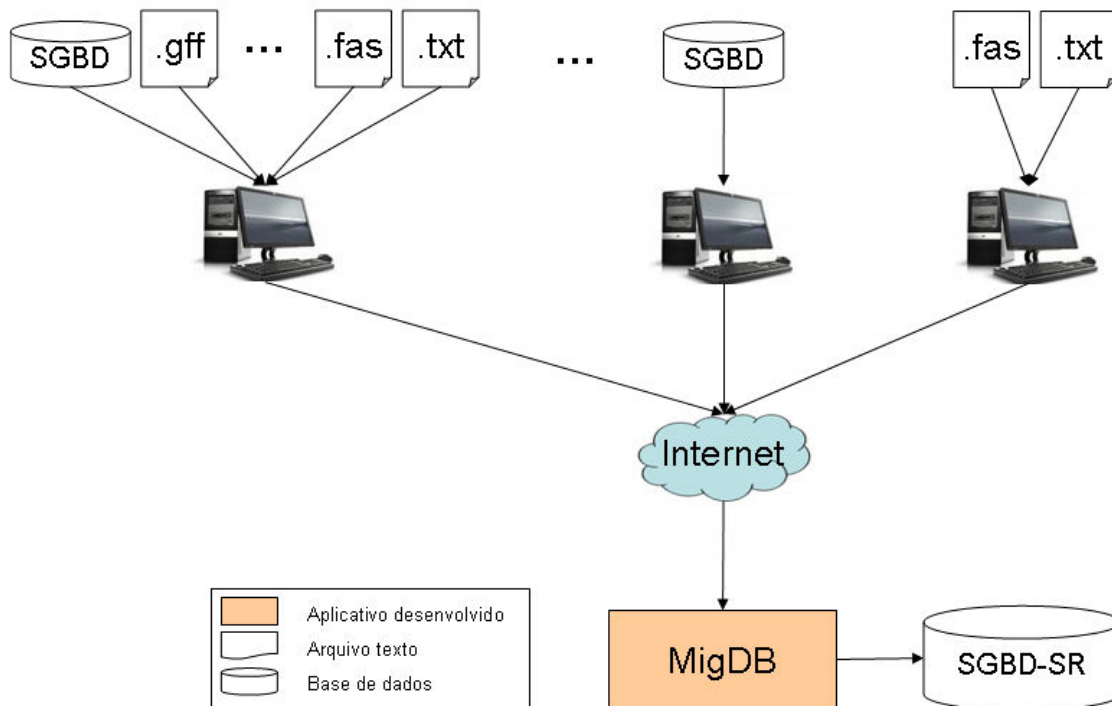 SGBD
.gff
...
.fas
.txt
...
SGBD
.fas
.txt
Internet
Aplicativo desenvolvido
Arquivo texto
Base de dados
MigDB
SGBD-SR